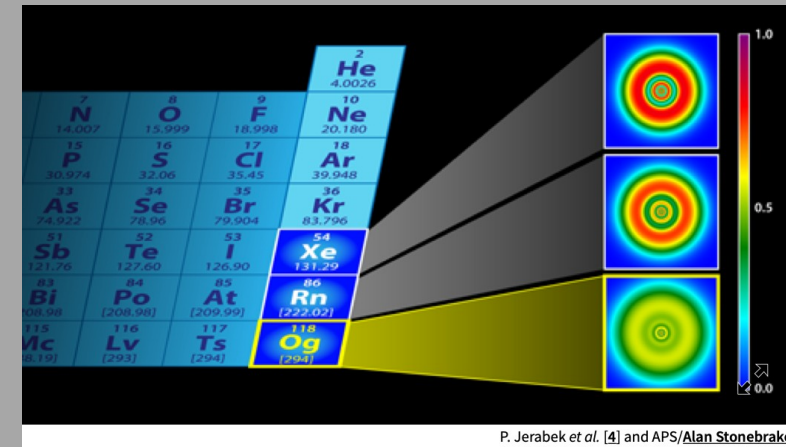 2
He
4.0026
7 8 9 10
N O F Ne
14.007 15.999 18.998 20.180
15 16 17 18
P S Cl Ar
30.974 32.06 35.45 39.948
33 34 35 36
As Se Br Kr
74.922 78.96 79.904 83.796
51 52 53 54
Sb Te I Xe
121.76 127.60 126.90 131.29
83 84 85 86
Bi Po At Rn
208.98 [208.98] [209.99] [222.02]
115 116 117 118
Mc Lv Ts Og
8.19] [293] [294] [294]
1.0
0.5
0.0
P. Jerabek et al. [4] and APS/Alan Stonebrake